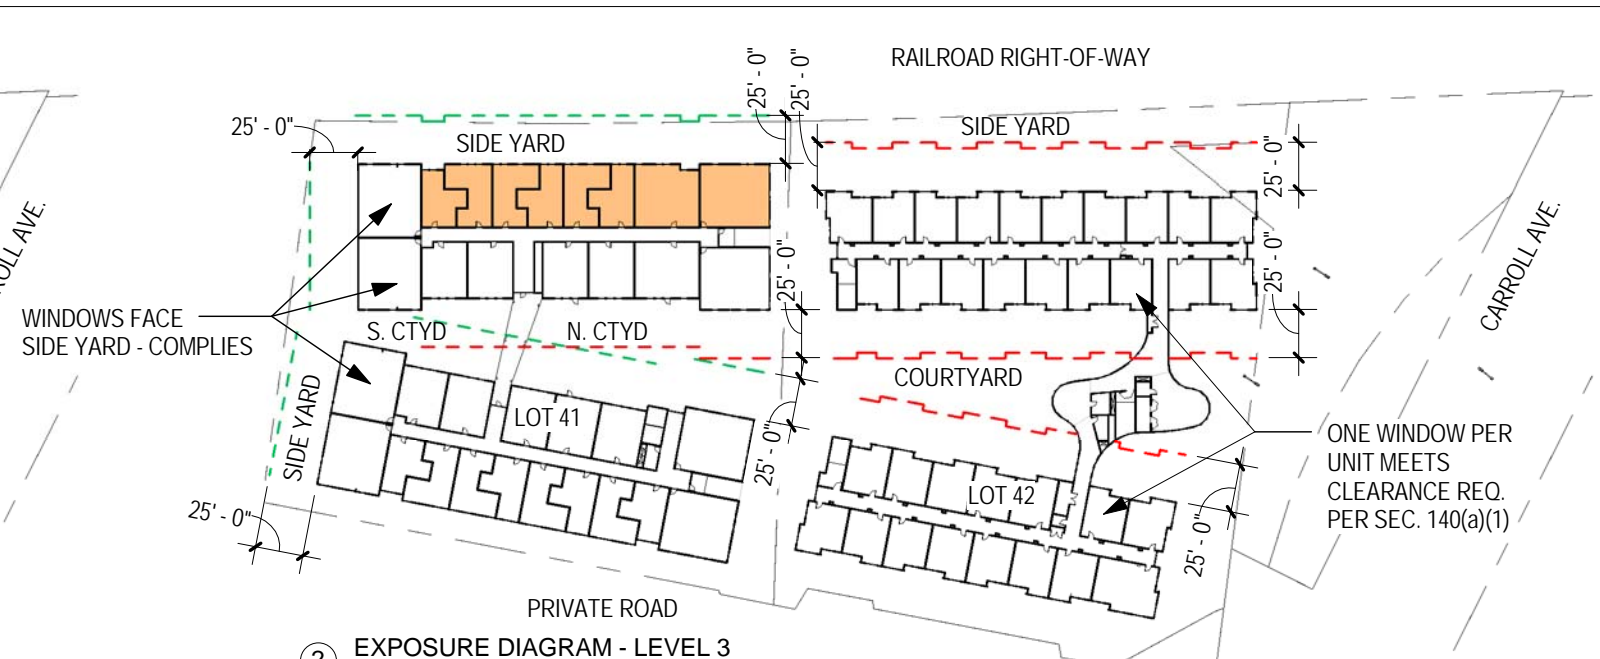 RAILROAD RIGHT-OF-WAY
25' - 0"
25' - 0"
25' - 0"
SIDE YARD
SIDE YARD
25' - 0"
CARROLL AVE.
25' - 0"
25' - 0"
WINDOWS FACE
SIDE YARD - COMPLIES
S. CTYD
N. CTYD
COURTYARD
SIDE YARD
LOT 41
25' - 0"
ONE WINDOW PER
UNIT MEETS
CLEARANCE REQ.
PER SEC. 140(a)(1)
LOT 42
25' - 0"
25' - 0"
PRIVATE ROAD
2
EXPOSURE DIAGRAM - LEVEL 3